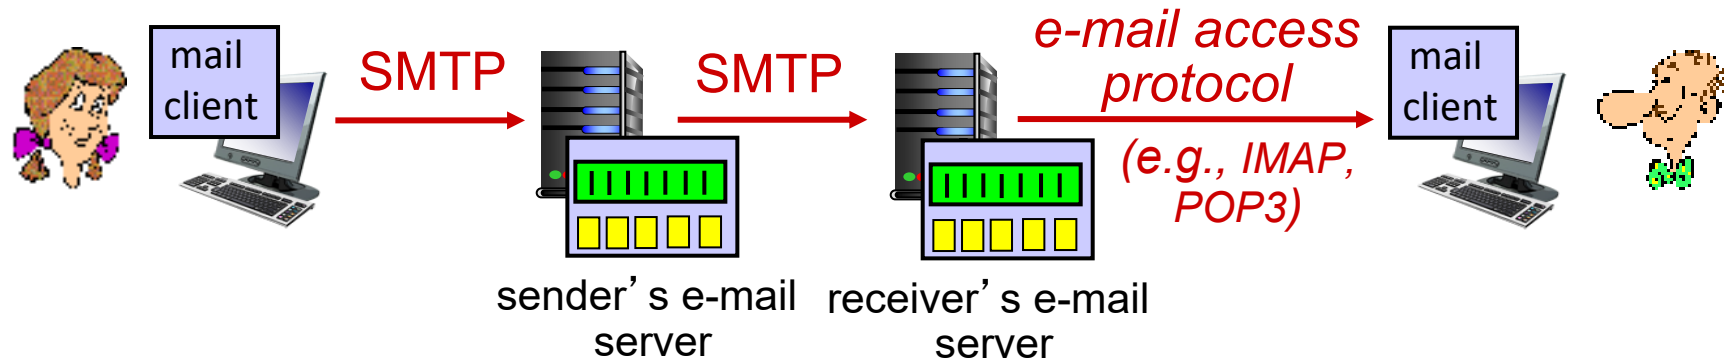 mail
client
SMTP
SMTP
e-mail access
protocol
(e.g., IMAP,
POP3)
mail
client
sender’s e-mail
server
receiver’s e-mail
server